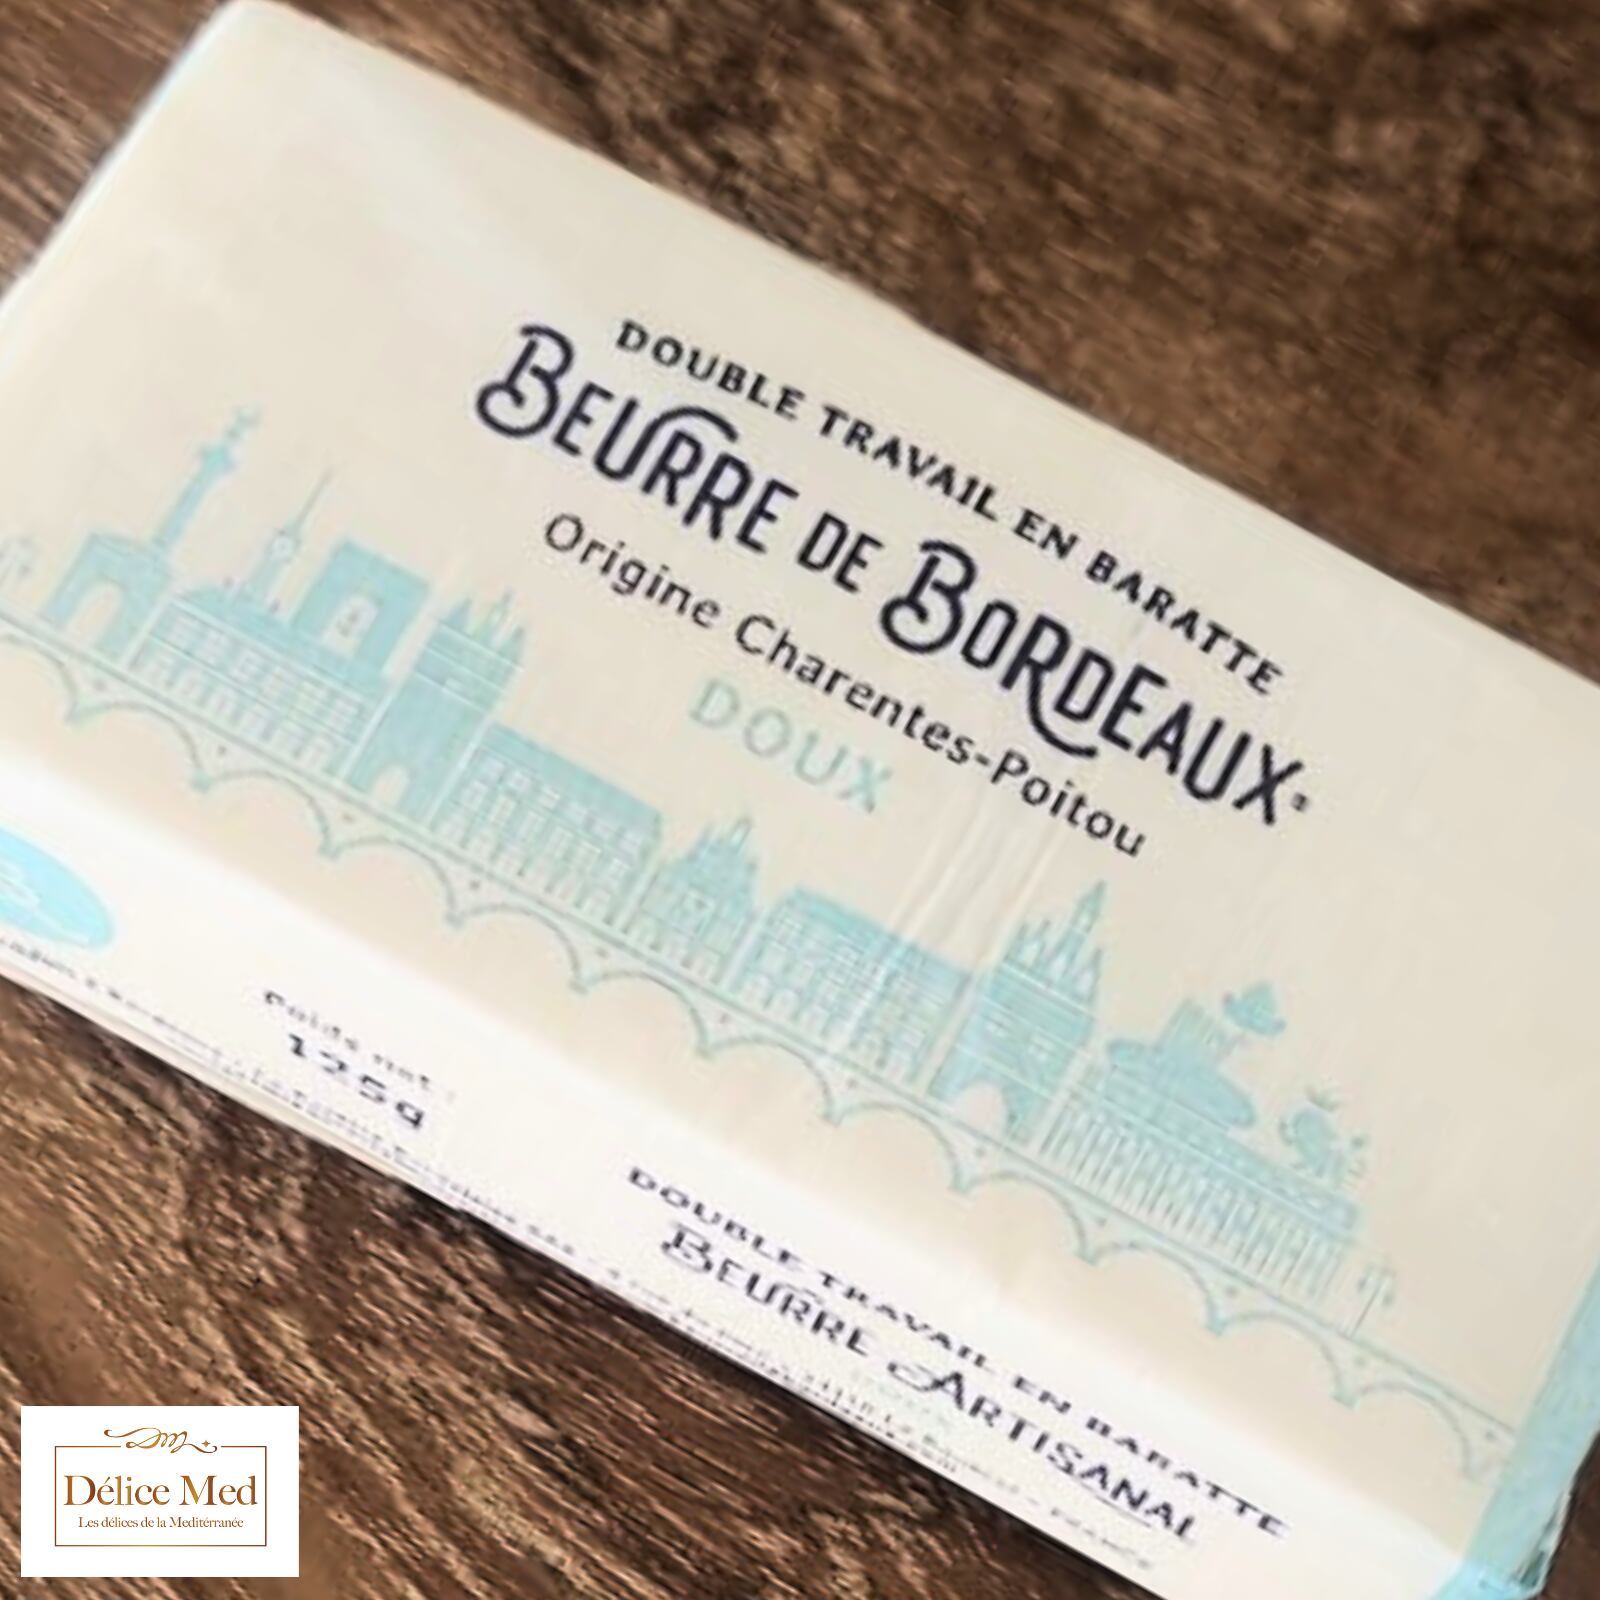 DOUBLE TRAVAIL EN BARATTE
BEURRE DE BORDEAUX
Origine Charentes-Poitou
DOUX
Poids net :
125g
DOUBLE TRAVAIL EN BARATTE
BEURRE ARTISANAL
Délice Med
Les délices de la Mediterranée